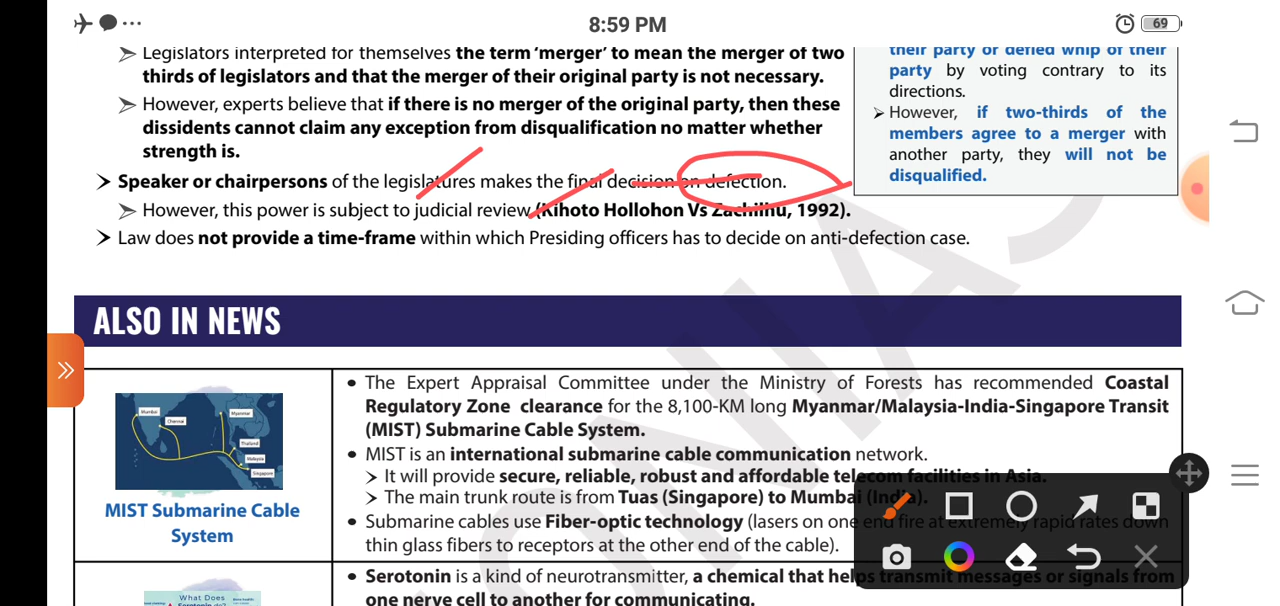 8:59 PM
69
➢ Legislators interpreted for themselves the term ‘merger’ to mean the merger of two
thirds of legislators and that the merger of their original party is not necessary.
➢ However, experts believe that if there is no merger of the original party, then these
dissidents cannot claim any exception from disqualification no matter whether
strength is.
➢ Speaker or chairpersons of the legislatures makes the final decision on defection.
➢ However, this power is subject to judicial review (Kihoto Hollohon Vs Zachilhu, 1992).
➢ Law does not provide a time-frame within which Presiding officers has to decide on anti-defection case.
their party or defied whip of their
party by voting contrary to its
directions.
➢ However, if two-thirds of the
members agree to a merger with
another party, they will not be
disqualified.
ALSO IN NEWS
Mumbai
Chennai
Myanmar
Thailand
Malaysia
Singapore
MIST Submarine Cable
System
• The Expert Appraisal Committee under the Ministry of Forests has recommended Coastal
Regulatory Zone clearance for the 8,100-KM long Myanmar/Malaysia-India-Singapore Transit
(MIST) Submarine Cable System.
• MIST is an international submarine cable communication network.
> It will provide secure, reliable, robust and affordable telecom facilities in Asia.
> The main trunk route is from Tuas (Singapore) to Mumbai (India).
• Submarine cables use Fiber-optic technology (lasers on one end fire at extremely rapid rates down
thin glass fibers to receptors at the other end of the cable).
What Does
Serotonin do?
• Serotonin is a kind of neurotransmitter, a chemical that helps transmit messages or signals from
one nerve cell to another for communicating.